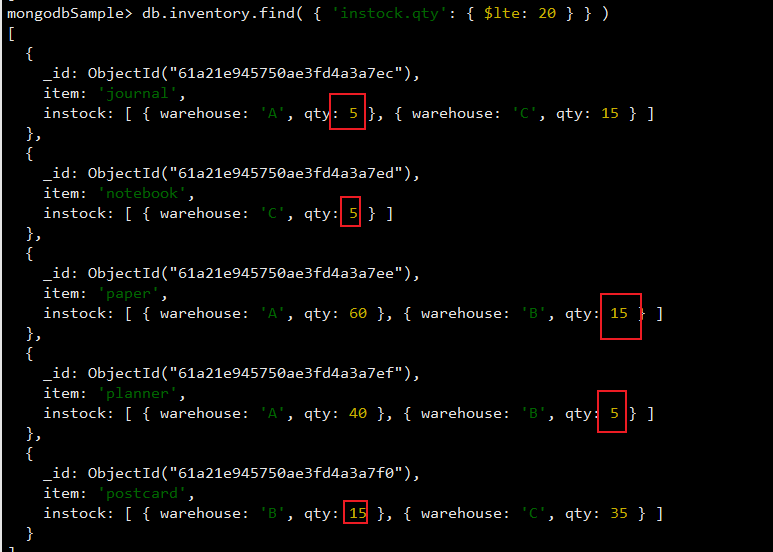 mongodbSample> db.inventory.find( { 'instock.qty': { $lte: 20 } } )
[
  {
    _id: ObjectId("61a21e945750ae3fd4a3a7ec"),
    item: 'journal',
    instock: [ { warehouse: 'A', qty: 5 }, { warehouse: 'C', qty: 15 } ]
  },
  {
    _id: ObjectId("61a21e945750ae3fd4a3a7ed"),
    item: 'notebook',
    instock: [ { warehouse: 'C', qty: 5 } ]
  },
  {
    _id: ObjectId("61a21e945750ae3fd4a3a7ee"),
    item: 'paper',
    instock: [ { warehouse: 'A', qty: 60 }, { warehouse: 'B', qty: 15 } ]
  },
  {
    _id: ObjectId("61a21e945750ae3fd4a3a7ef"),
    item: 'planner',
    instock: [ { warehouse: 'A', qty: 40 }, { warehouse: 'B', qty: 5 } ]
  },
  {
    _id: ObjectId("61a21e945750ae3fd4a3a7f0"),
    item: 'postcard',
    instock: [ { warehouse: 'B', qty: 15 }, { warehouse: 'C', qty: 35 } ]
  }
]